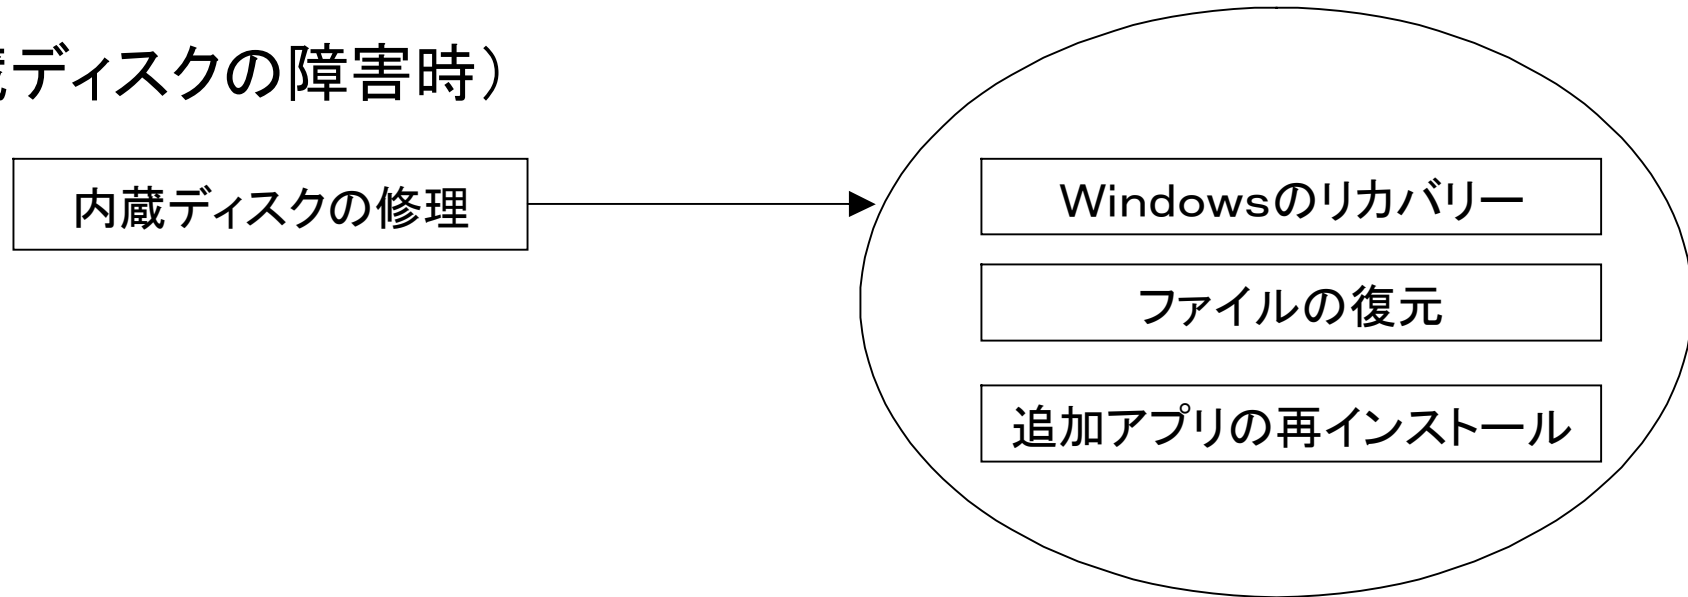 蔵ディスクの障害時）
内蔵ディスクの修理
Windowsのリカバリー
ファイルの復元
追加アプリの再インストール